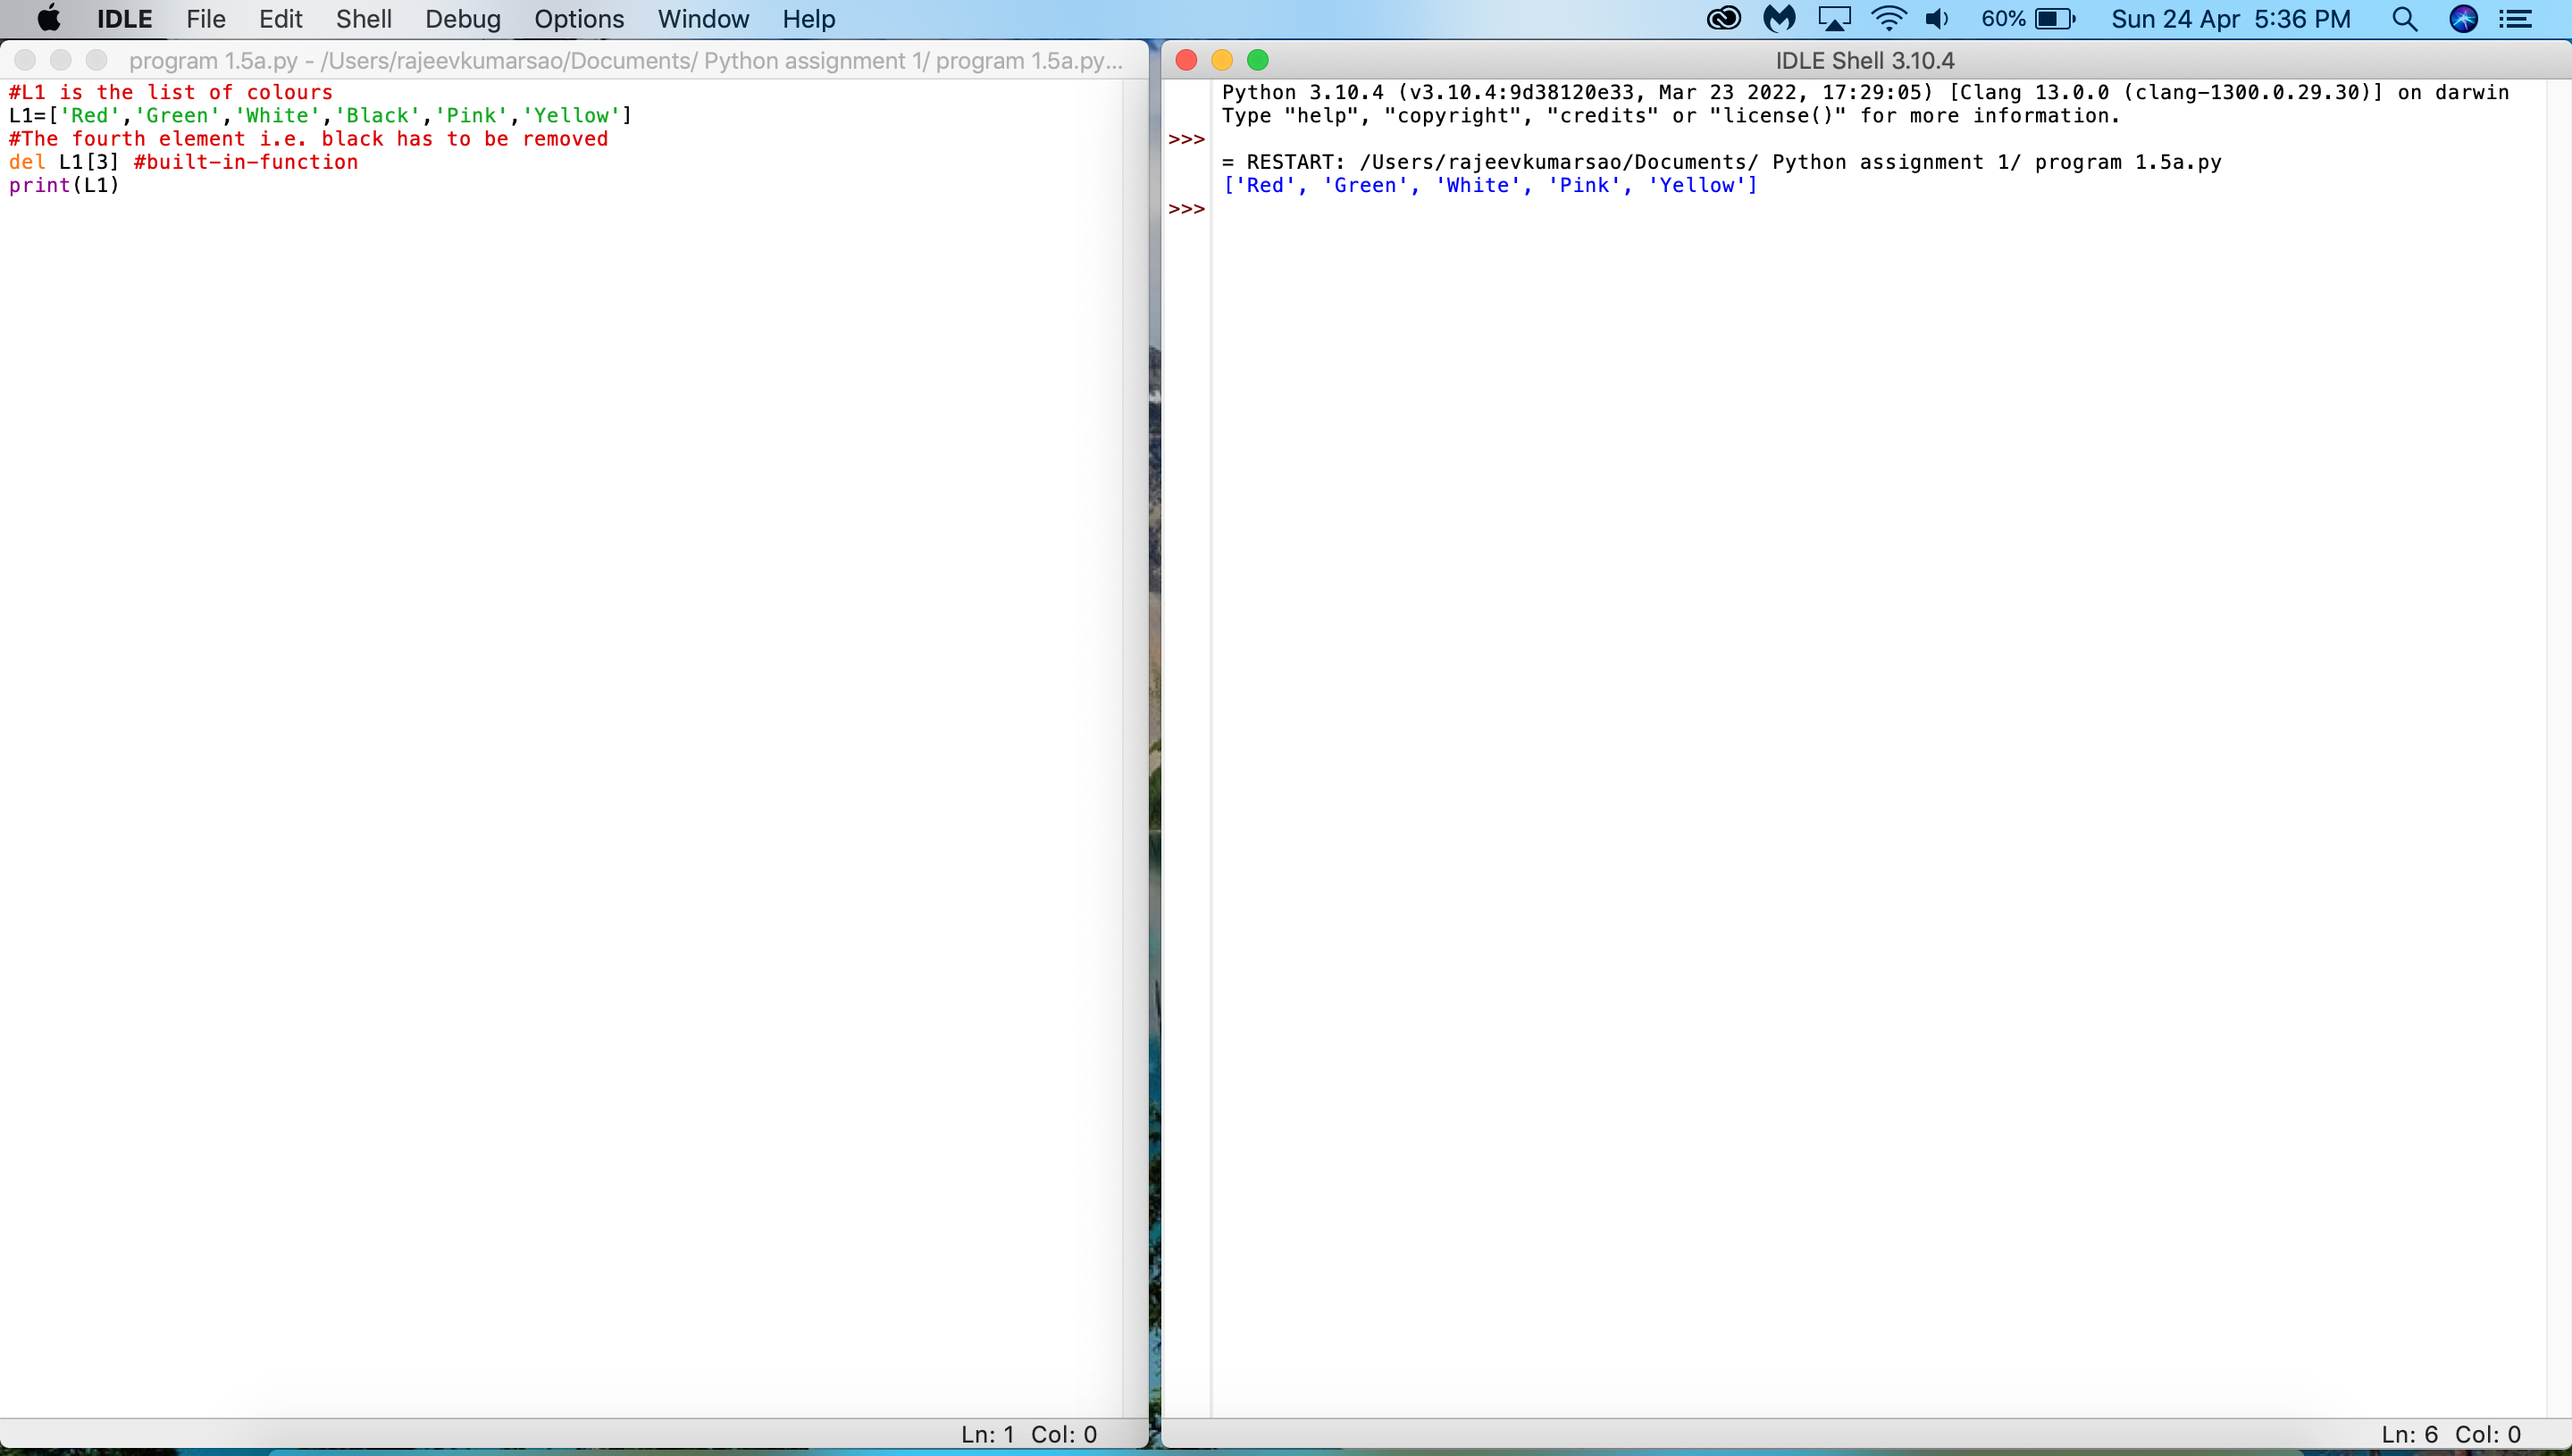 IDLE File Edit Shell Debug Options Window Help 60% Sun 24 Apr 5:36 PM
program 1.5a.py - /Users/rajeevkumarsao/Documents/ Python assignment 1/ program 1.5a.py...
#L1 is the list of colours
L1=['Red','Green','White','Black','Pink','Yellow']
#The fourth element i.e. black has to be removed
del L1[3] #built-in-function
print(L1)
Ln: 1 Col: 0
IDLE Shell 3.10.4
Python 3.10.4 (v3.10.4:9d38120e33, Mar 23 2022, 17:29:05) [Clang 13.0.0 (clang-1300.0.29.30)] on darwin
Type "help", "copyright", "credits" or "license()" for more information.
>>>
= RESTART: /Users/rajeevkumarsao/Documents/ Python assignment 1/ program 1.5a.py
['Red', 'Green', 'White', 'Pink', 'Yellow']
>>>
Ln: 6 Col: 0